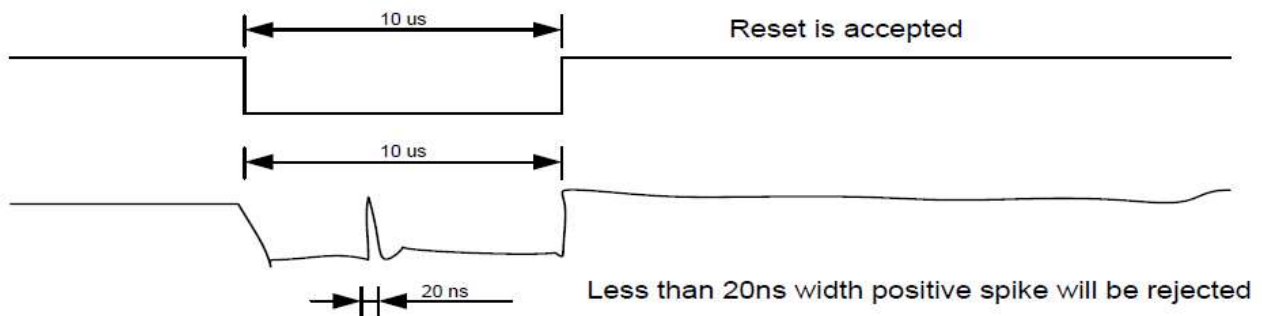 10 us
Reset is accepted
10 us
20 ns
Less than 20ns width positive spike will be rejected